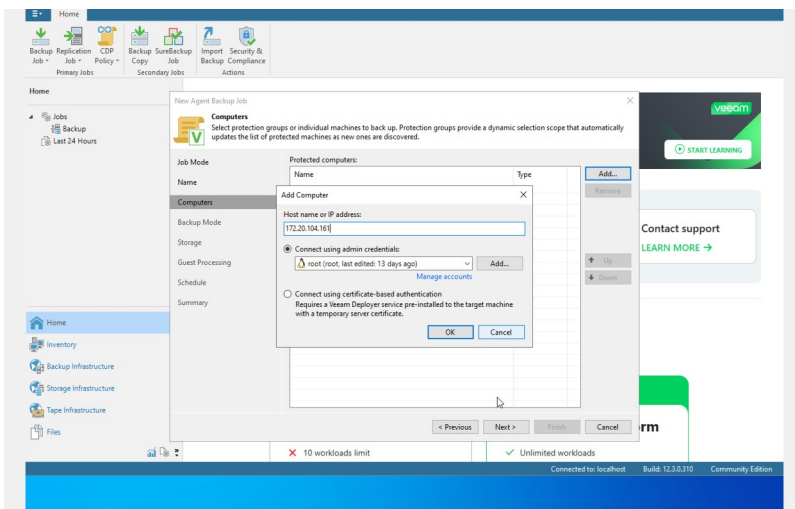 Home
Backup Replication CDP Backup SureBackup Import Security &
Job Job Policy Copy Job Backup Compliance
Primary Jobs Secondary Jobs Actions
Home
Jobs
Backup
Last 24 Hours
New Agent Backup Job
Computers
Select protection groups or individual machines to back up. Protection groups provide a dynamic selection scope that automatically
updates the list of protected machines as new ones are discovered.
Job Mode
Name
Computers
Backup Mode
Storage
Guest Processing
Schedule
Summary
Protected computers:
Name Type
Add...
Remove
Up
Down
Add Computer
Host name or IP address:
172.20.104.161
Connect using admin credentials:
root (root, last edited: 13 days ago) Add...
Manage accounts
Connect using certificate-based authentication
Requires a Veeam Deployer service pre-installed to the target machine
with a temporary server certificate.
OK Cancel
< Previous Next > Finish Cancel
veeam
START LEARNING
Contact support
LEARN MORE →
Home
Inventory
Backup Infrastructure
Storage Infrastructure
Tape Infrastructure
Files
rm
10 workloads limit Unlimited workloads
Connected to: localhost Build: 12.3.0.310 Community Edition